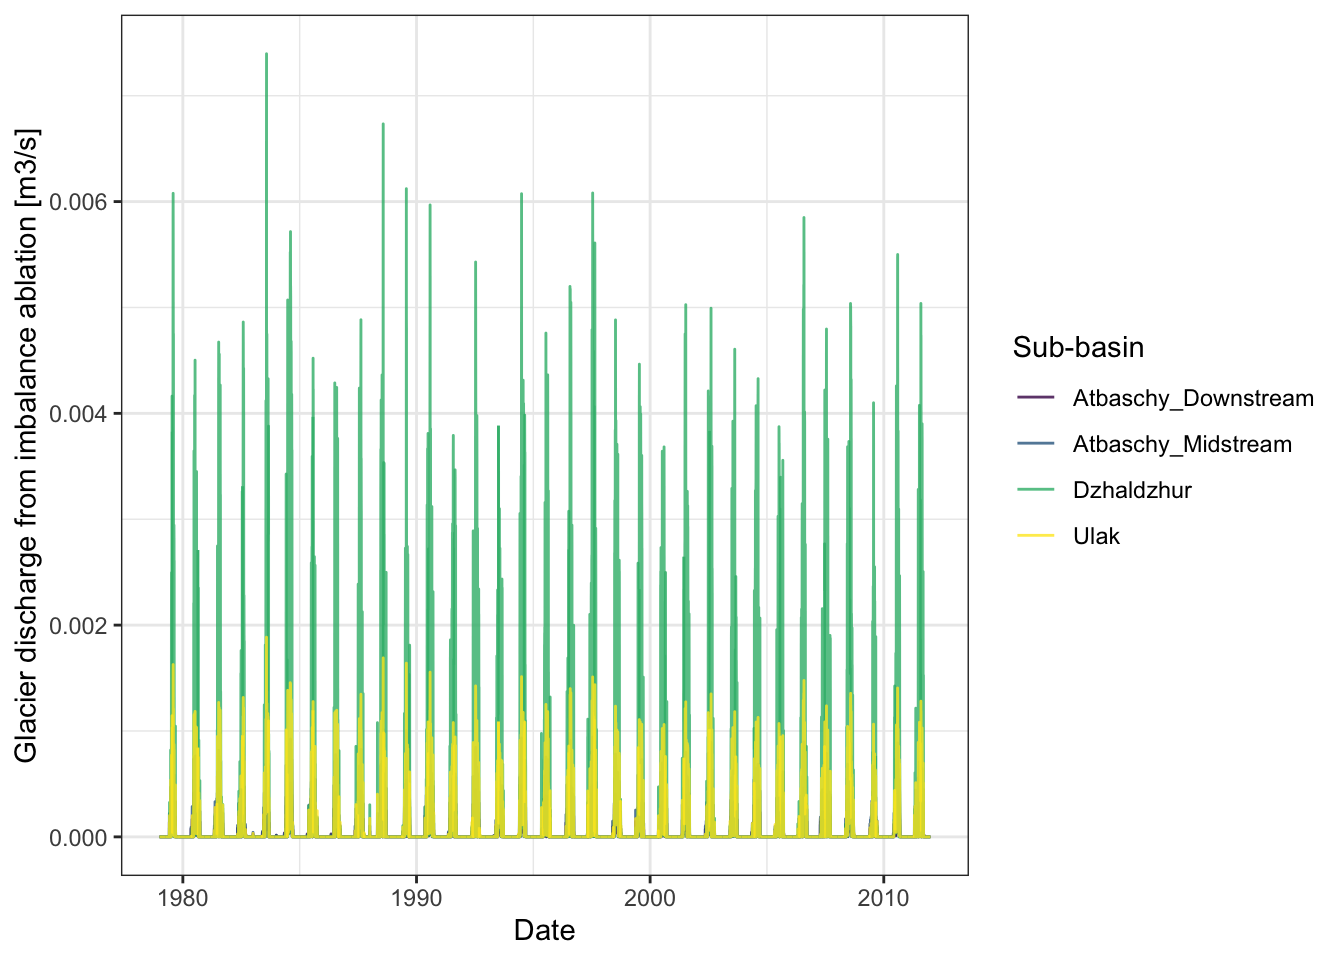 Glacier discharge from imbalance ablation [m3/s]
0.006
0.004
0.002
0.000
1980
1990
2000
2010
Date
Sub-basin
Atbaschy_Downstream
Atbaschy_Midstream
Dzhaldzhur
Ulak